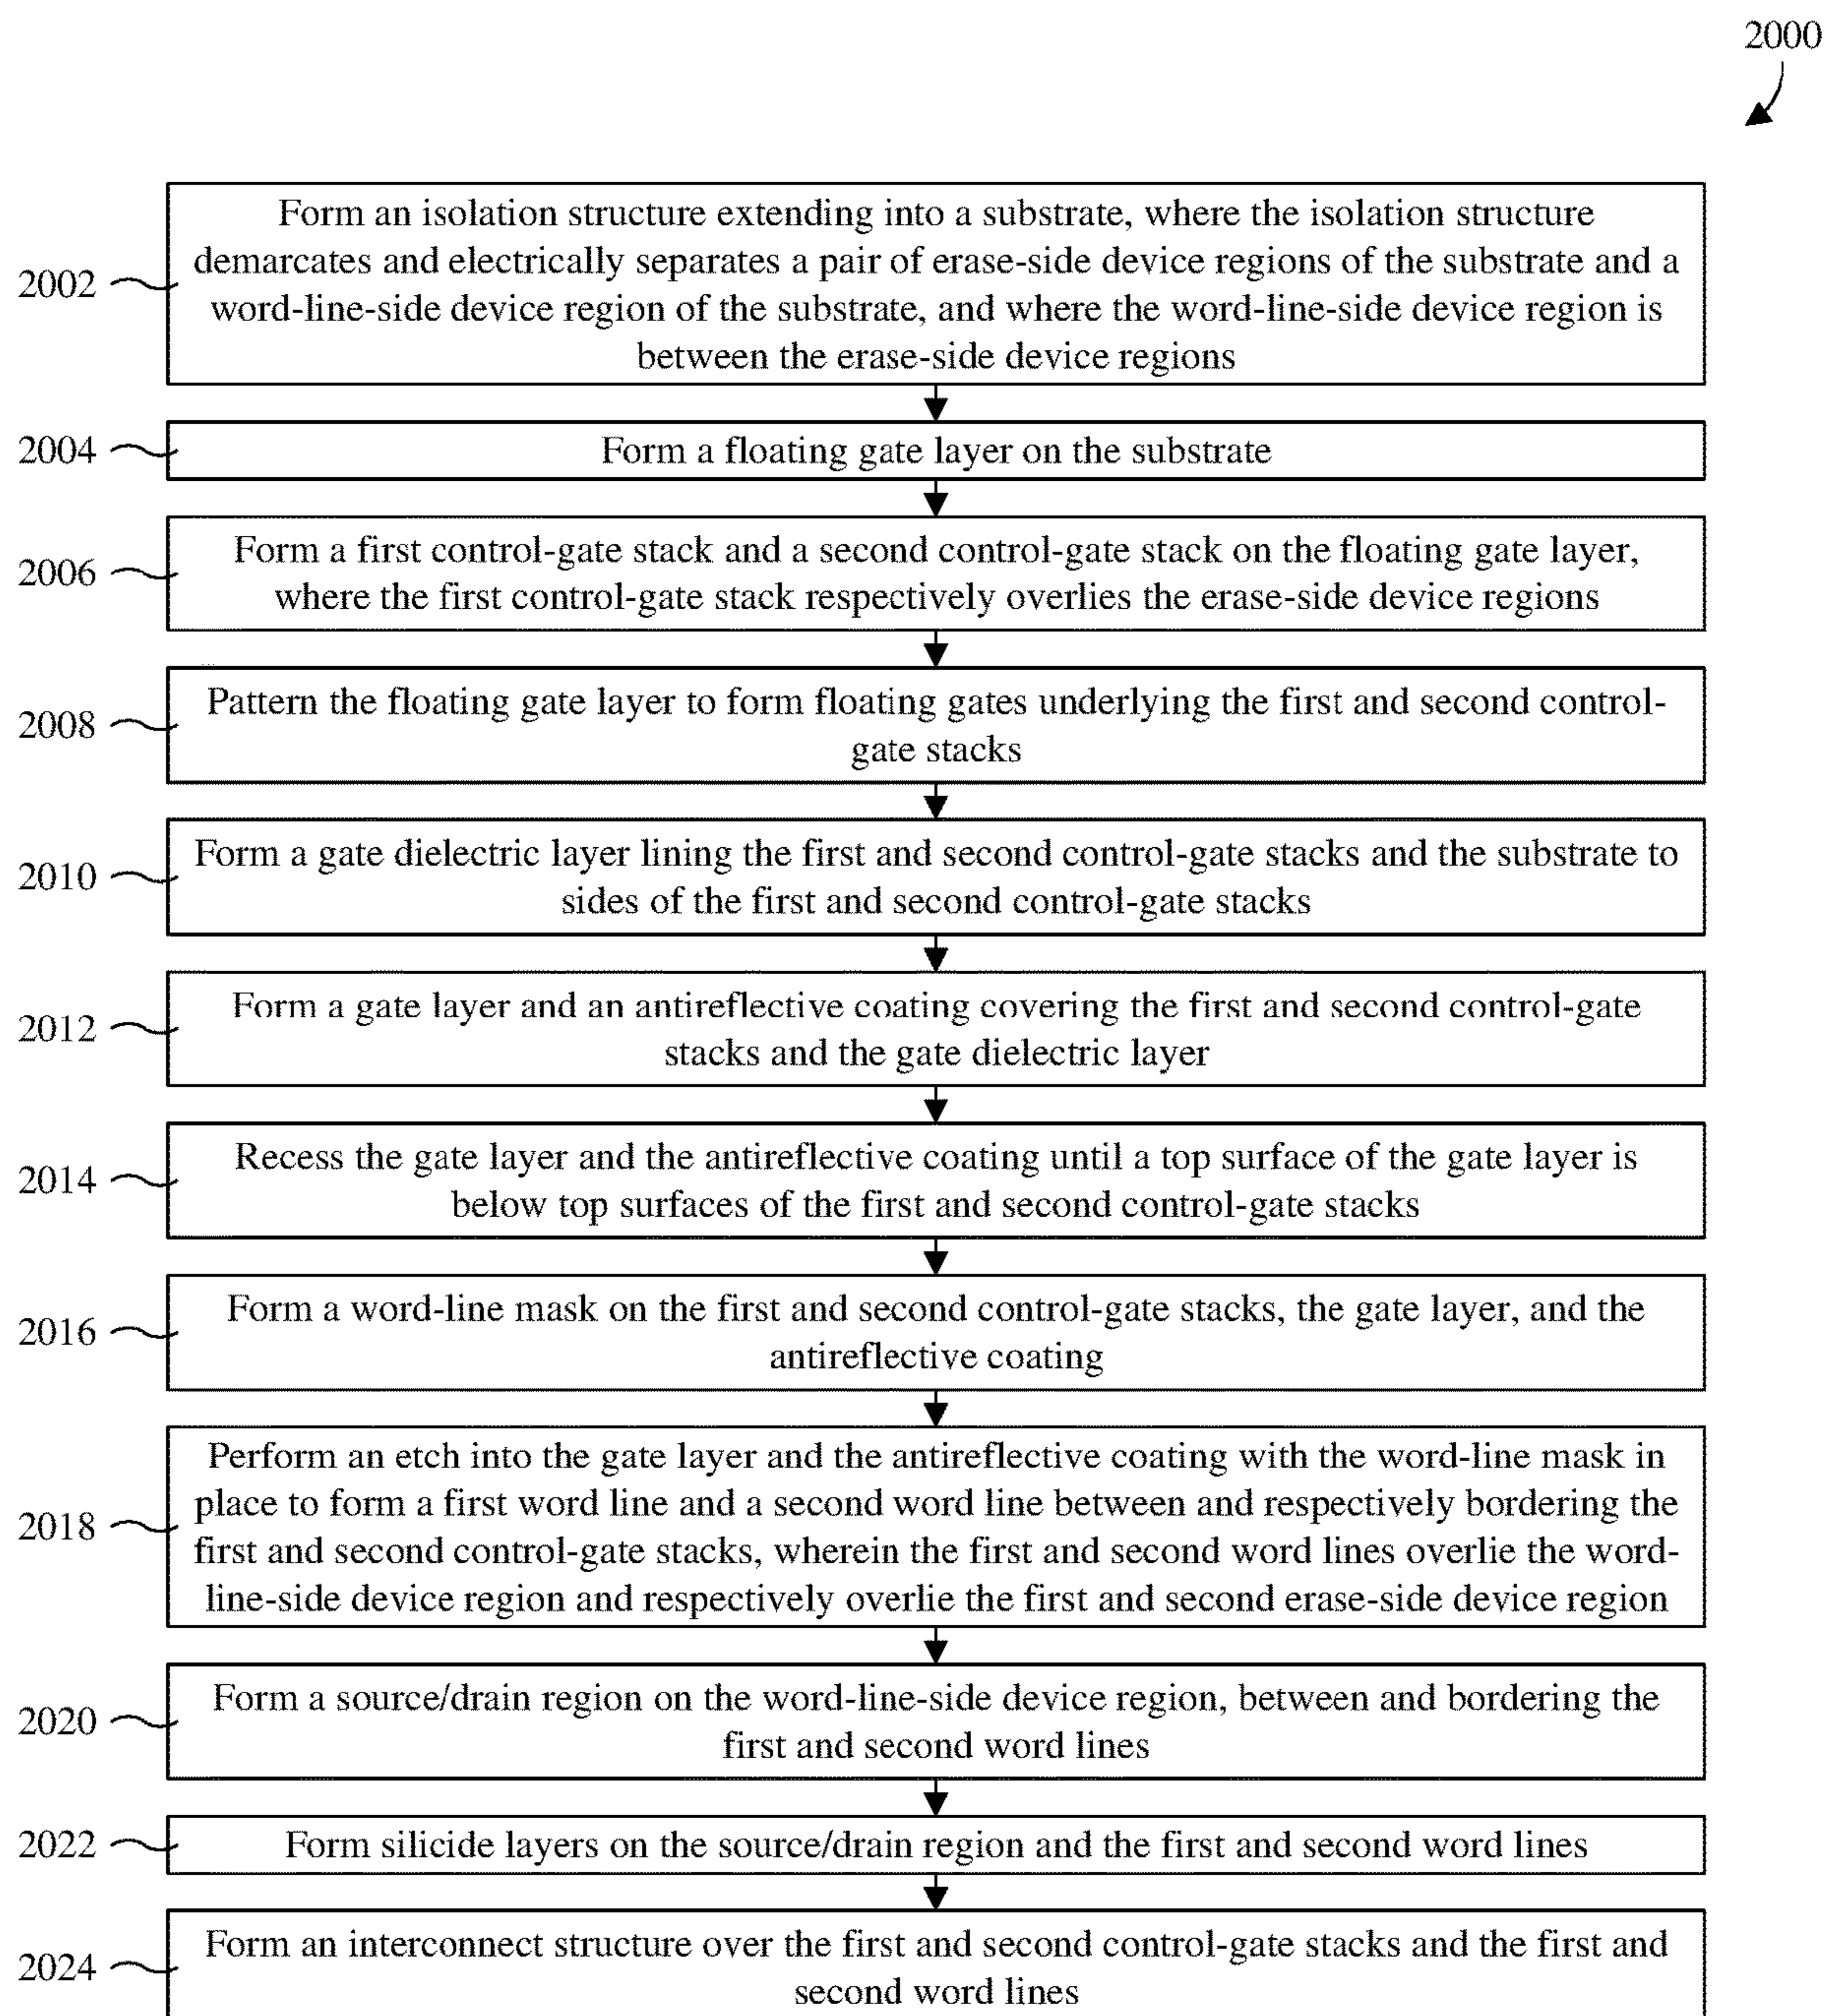 2000
Form an isolation structure extending into a substrate, where the isolation structure
demarcates and electrically separates a pair of erase-side device regions of the substrate and a
word-line-side device region of the substrate, and where the word-line-side device region is
between the erase-side device regions
2002
Form a floating gate layer on the substrate
2004
Form a first control-gate stack and a second control-gate stack on the floating gate layer,
where the first control-gate stack respectively overlies the erase-side device regions
2006
Pattern the floating gate layer to form floating gates underlying the first and second control-
gate stacks
2008
Form a gate dielectric layer lining the first and second control-gate stacks and the substrate to
sides of the first and second control-gate stacks
2010
Form a gate layer and an antireflective coating covering the first and second control-gate
stacks and the gate dielectric layer
2012
Recess the gate layer and the antireflective coating until a top surface of the gate layer is
below top surfaces of the first and second control-gate stacks
2014
Form a word-line mask on the first and second control-gate stacks, the gate layer, and the
antireflective coating
2016
Perform an etch into the gate layer and the antireflective coating with the word-line mask in
place to form a first word line and a second word line between and respectively bordering the
first and second control-gate stacks, wherein the first and second word lines overlie the word-
line-side device region and respectively overlie the first and second erase-side device region
2018
Form a source/drain region on the word-line-side device region, between and bordering the
first and second word lines
2020
Form silicide layers on the source/drain region and the first and second word lines
2022
Form an interconnect structure over the first and second control-gate stacks and the first and
second word lines
2024